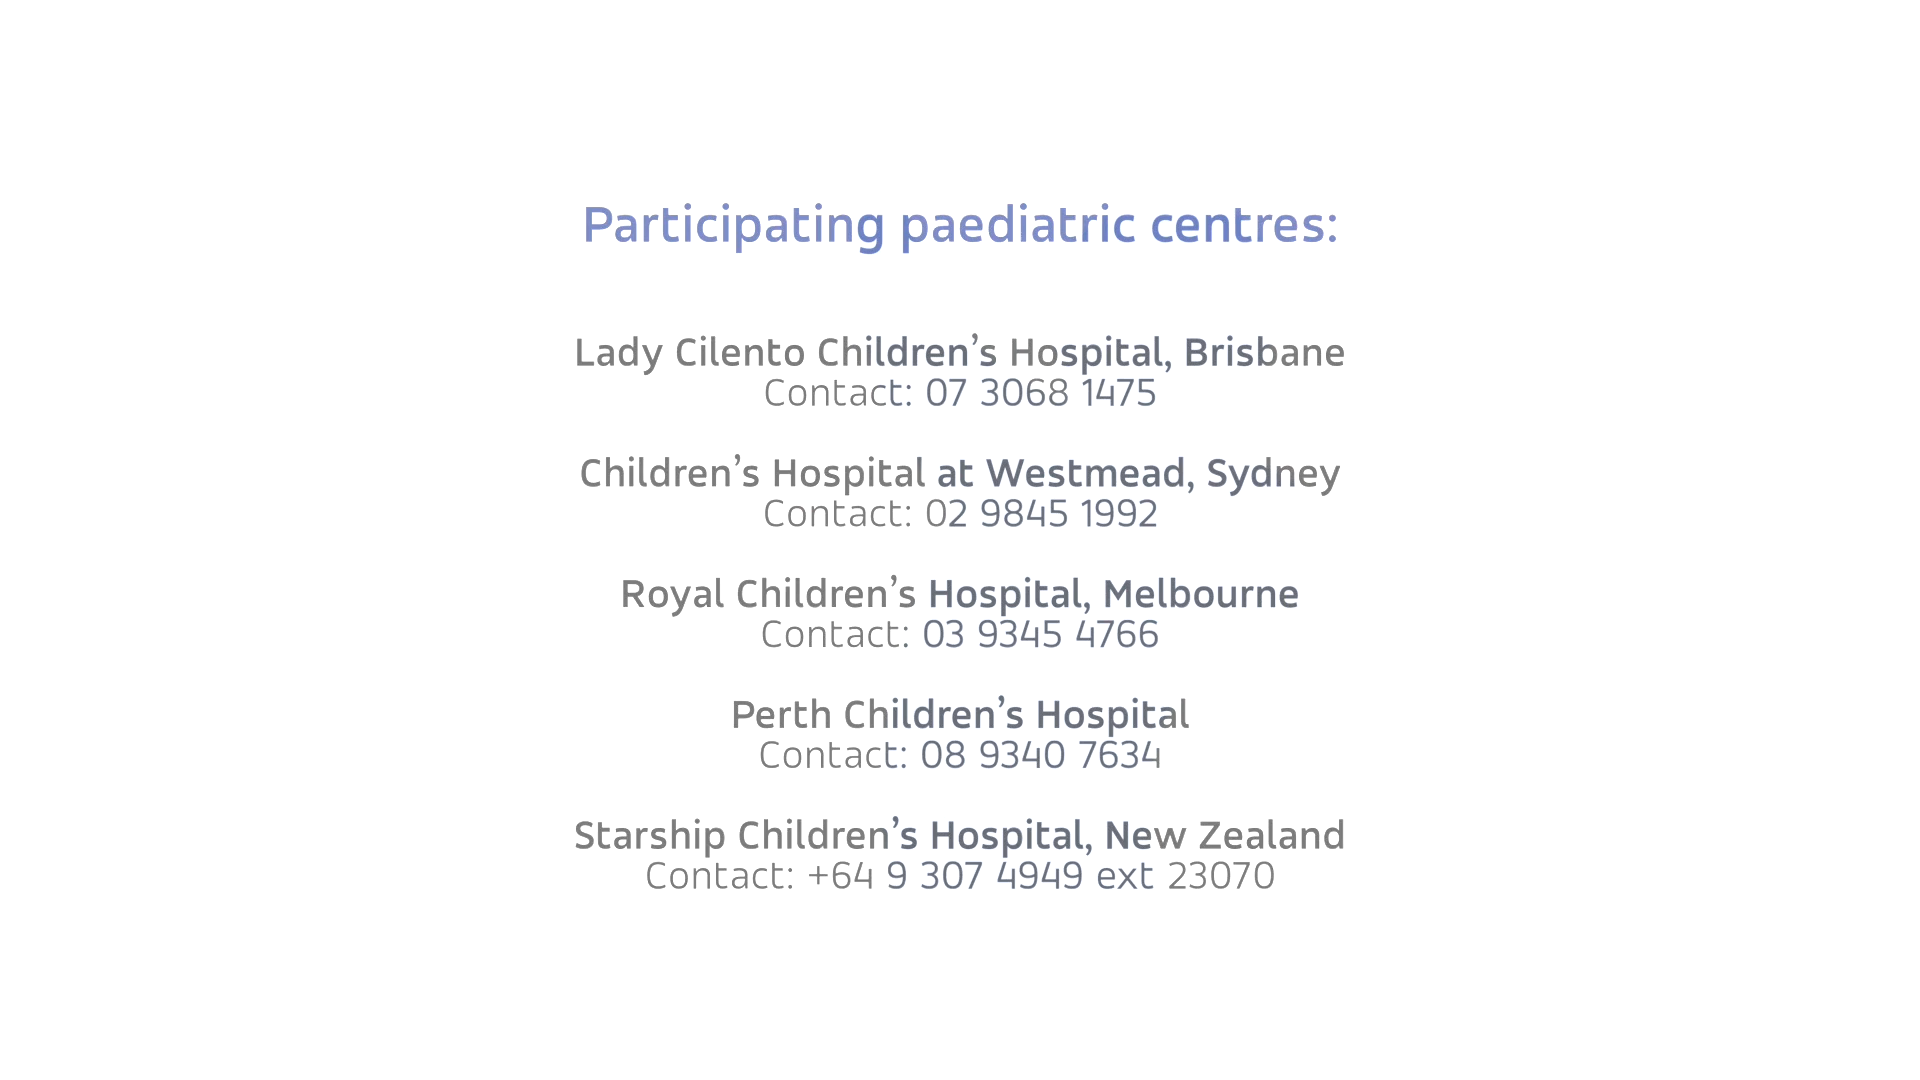 Participating paediatric centres:
Lady Cilento Children’s Hospital, Brisbane
Contact: 07 3068 1475
Children’s Hospital at Westmead, Sydney
Contact: 02 9845 1992
Royal Children’s Hospital, Melbourne
Contact: 03 9345 4766
Perth Children’s Hospital
Contact: 08 9340 7634
Starship Children’s Hospital, New Zealand
Contact: +64 9 307 4949 ext 23070